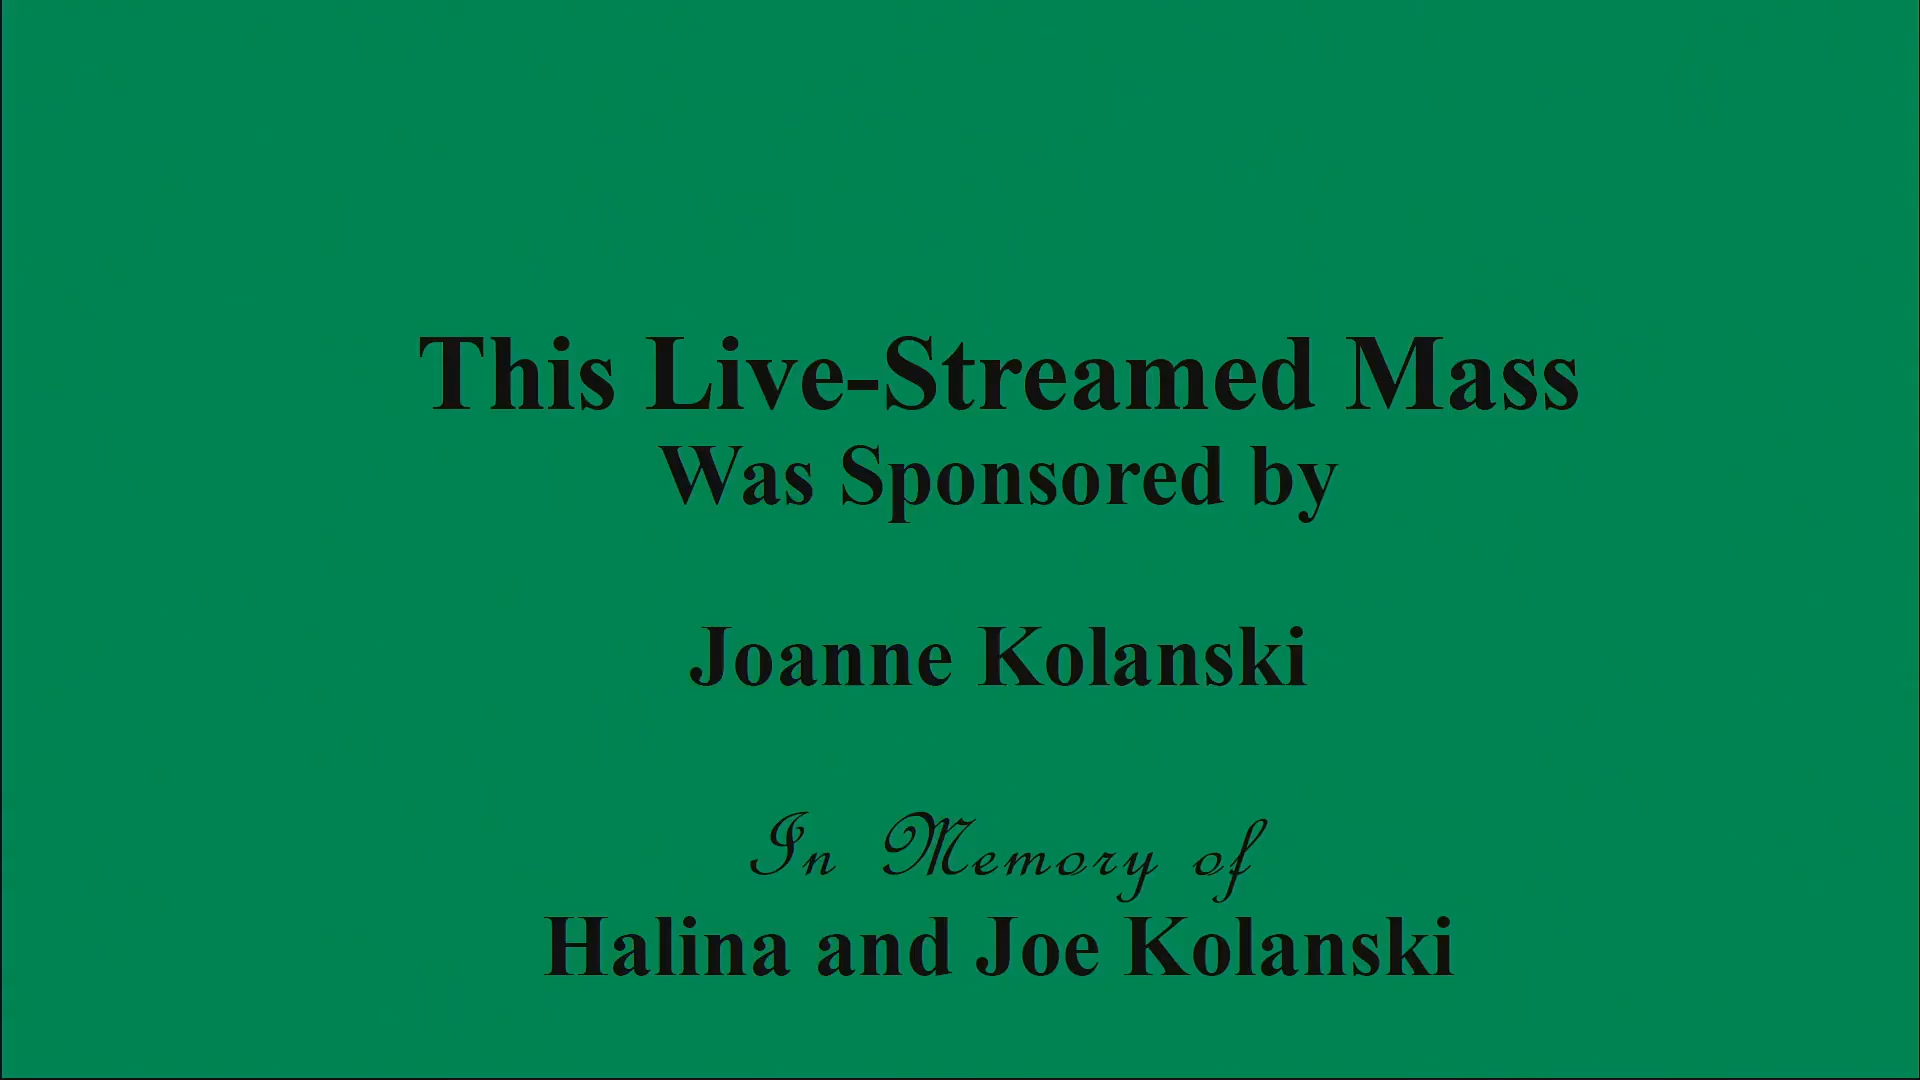 This Live-Streamed Mass
Was Sponsored by
Joanne Kolanski
In Memory of
Halina and Joe Kolanski